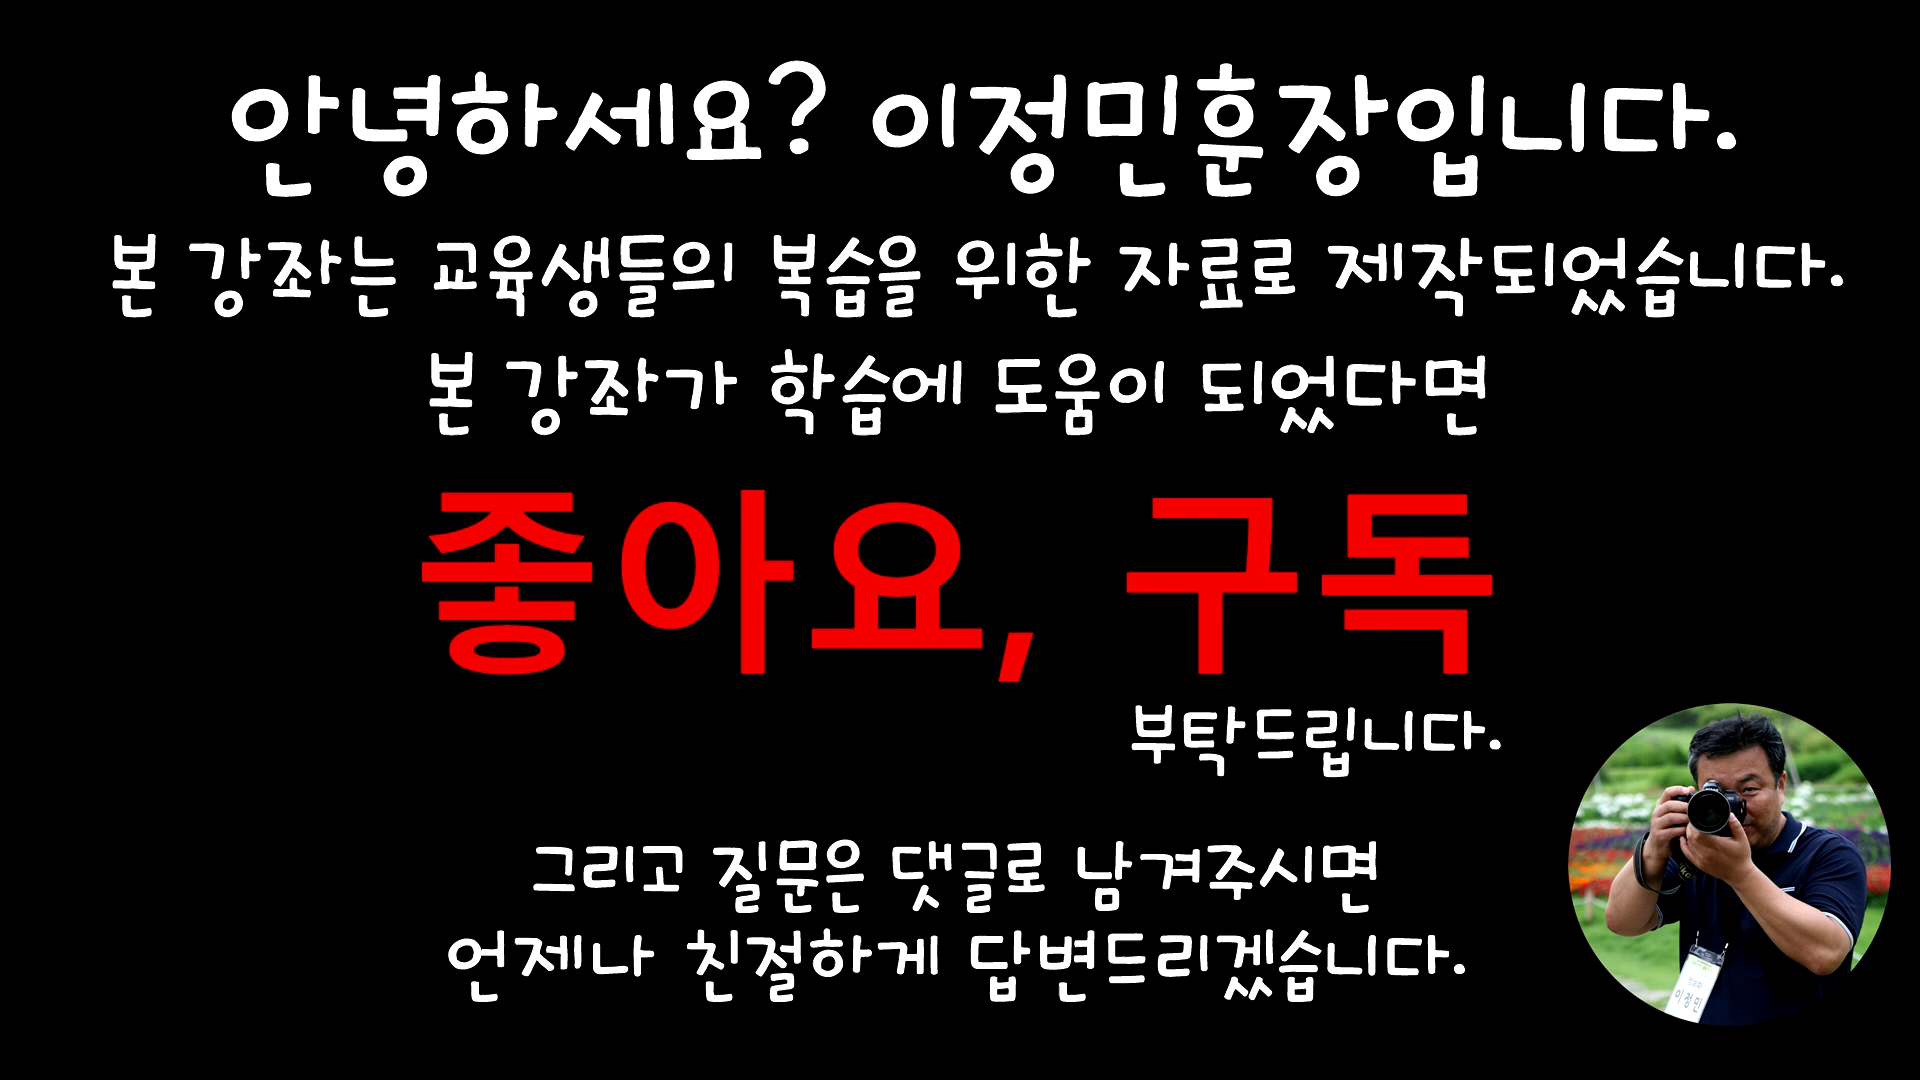 안녕하세요? 이정민훈장입니다.
본 강좌는 교육생들의 복습을 위한 자료로 제작되었습니다.
본 강좌가 학습에 도움이 되었다면
좋아요, 구독
부탁드립니다.
그리고 질문은 댓글로 남겨주시면
언제나 친절하게 답변드리겠습니다.
이정민